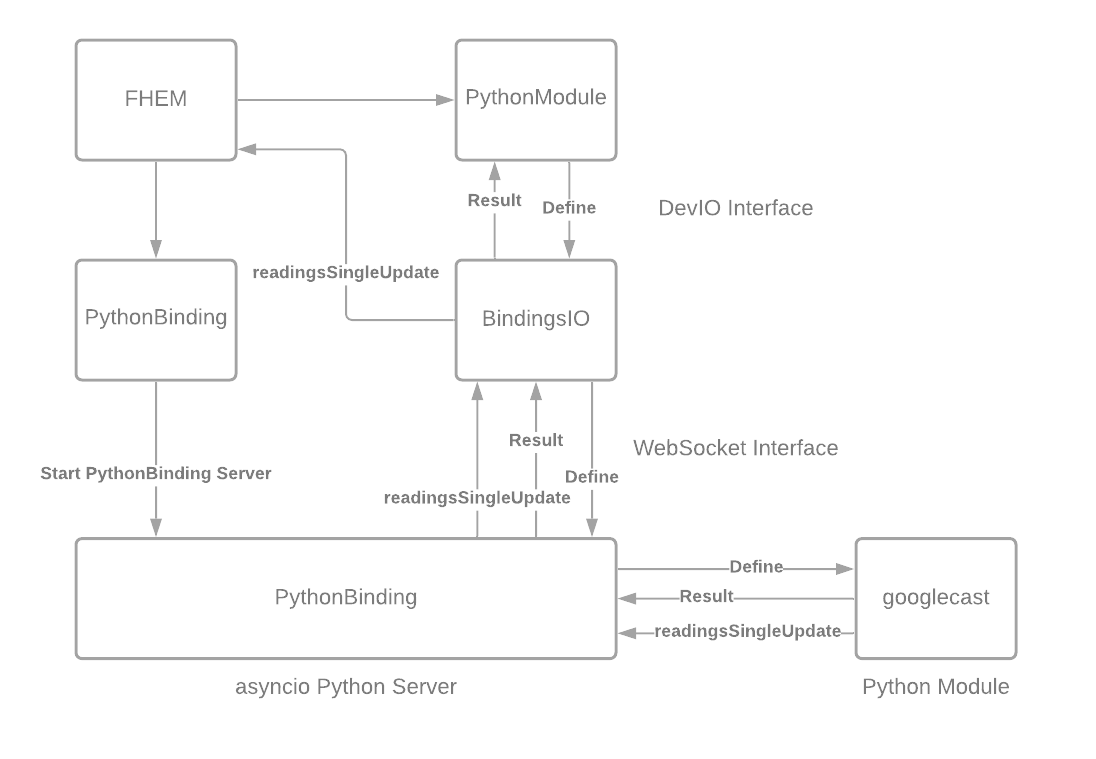 FHEM
PythonModule
Result
Define
DevIO Interface
readingsSingleUpdate
PythonBinding
BindingsIO
Result
WebSocket Interface
Start PythonBinding Server
Define
readingsSingleUpdate
PythonBinding
Define
Result
googlecast
readingsSingleUpdate
asyncio Python Server
Python Module